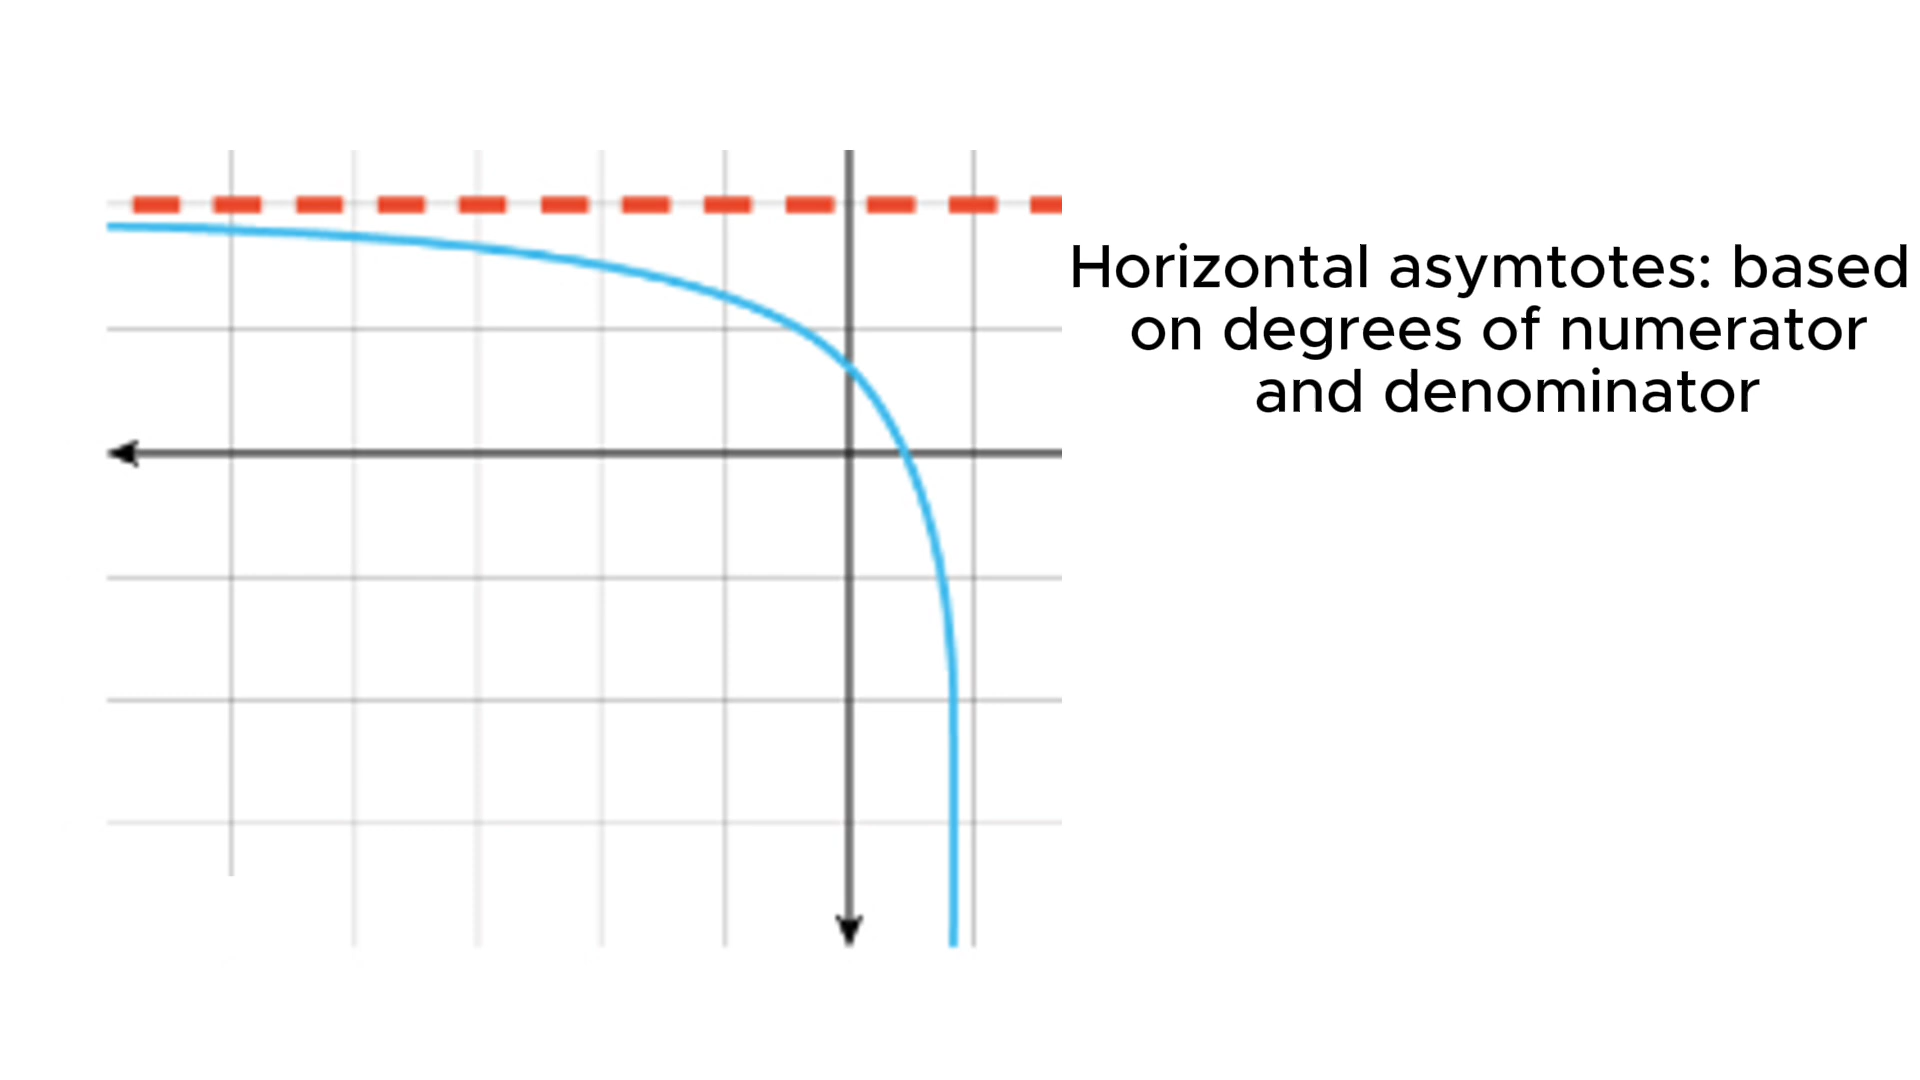 Horizontal asymtotes: based
on degrees of numerator
and denominator